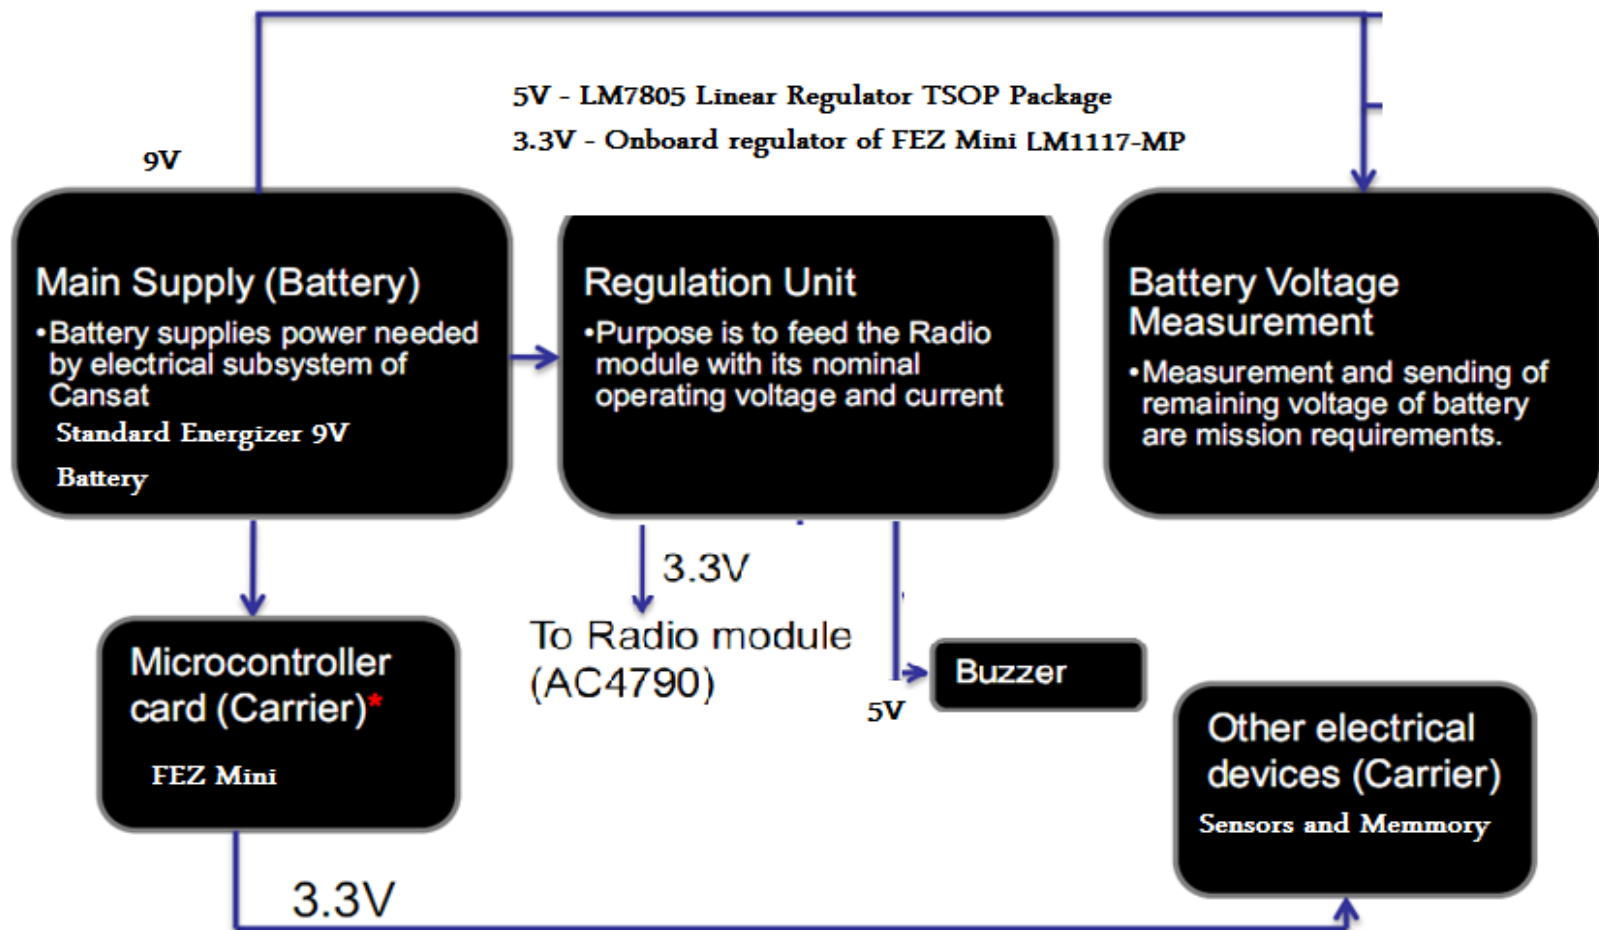 5V - LM7805 Linear Regulator TSOP Package
3.3V - Onboard regulator of FEZ Mini LM1117-MP
9V
Main Supply (Battery)
•Battery supplies power needed
by electrical subsystem of
Cansat
Standard Energizer 9V
Battery
Regulation Unit
•Purpose is to feed the Radio
module with its nominal
operating voltage and current
Battery Voltage
Measurement
•Measurement and sending of
remaining voltage of battery
are mission requirements.
3.3V
To Radio module
(AC4790)
5V
Buzzer
Microcontroller
card (Carrier)*
FEZ Mini
Other electrical
devices (Carrier)
Sensors and Memmory
3.3V